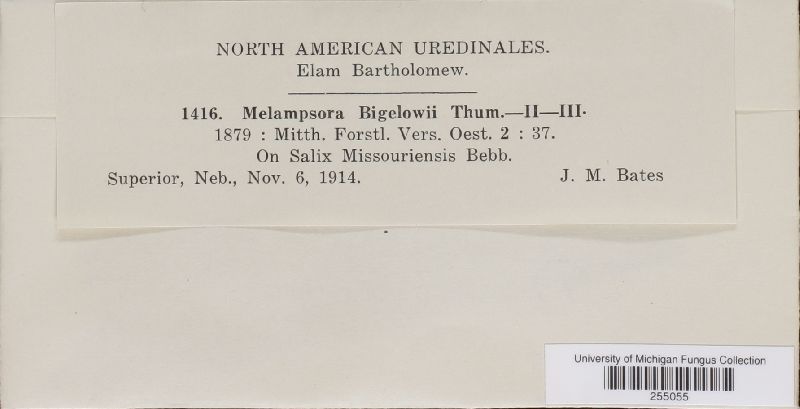 NORTH AMERICAN UREDINALES.
Elam Bartholomew.
1416. Melampsora Bigelowii Thum.—II—III.
1879 : Mitth. Forstl. Vers. Oest. 2 : 37.
On Salix Missouriensis Bebb.
Superior, Neb., Nov. 6, 1914. J. M. Bates
University of Michigan Fungus Collection
255055